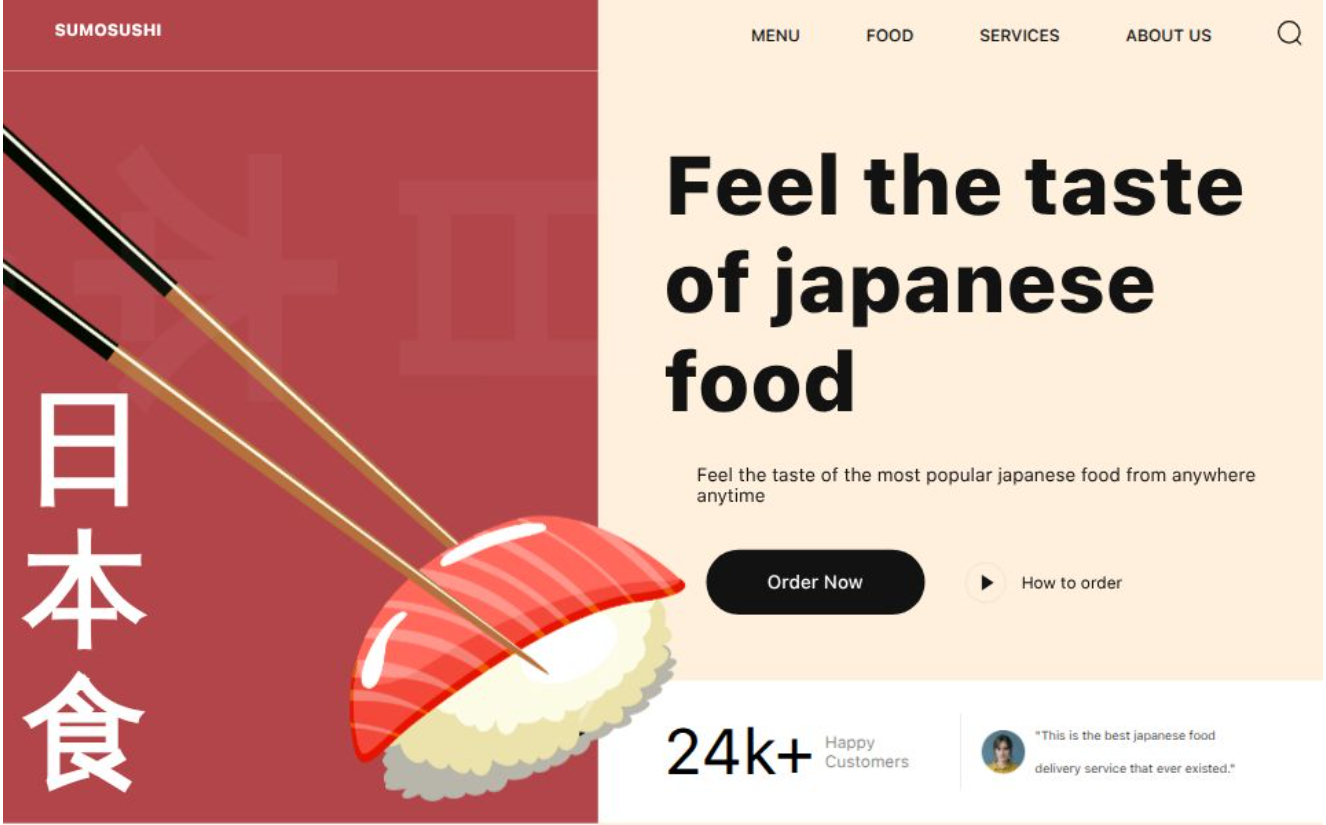 SUMOSUSHI
MENU
FOOD
SERVICES
ABOUT US
Feel the taste
of japanese
food
Feel the taste of the most popular japanese food from anywhere
anytime
Order Now
How to order
日
本
食
24k+
Happy
Customers
"This is the best japanese food
delivery service that ever existed."